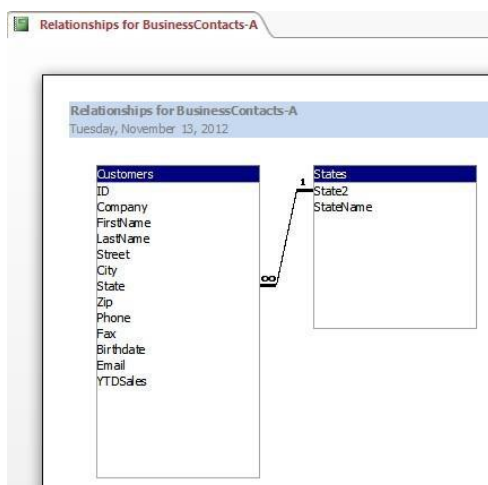 Relationships for BusinessContacts-A
Relationships for BusinessContacts-A
Tuesday, November 13, 2012
Customers
ID
Company
FirstName
LastName
Street
City
State
Zip
Phone
Fax
Birthdate
Email
YTDSales
∞
1
States
State2
StateName